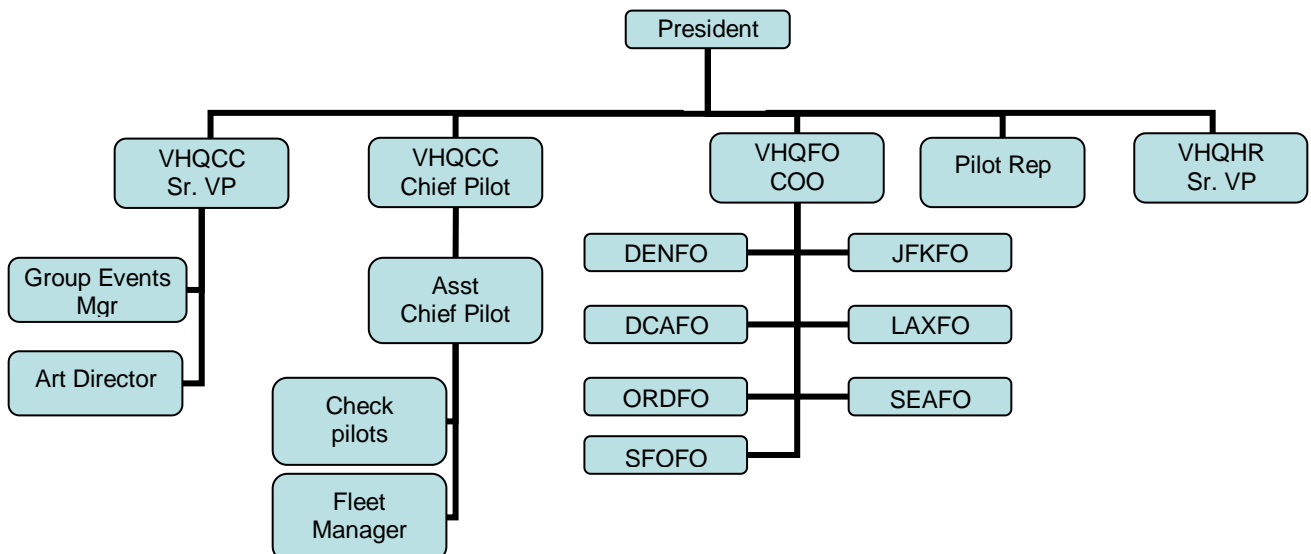 President
VHQCC
Sr. VP
VHQCC
Chief Pilot
VHQFO
COO
Pilot Rep
VHQHR
Sr. VP
Group Events
Mgr
Art Director
Asst
Chief Pilot
Check
pilots
Fleet
Manager
DENFO
JFKFO
DCAFO
LAXFO
ORDFO
SEAFO
SFOFO